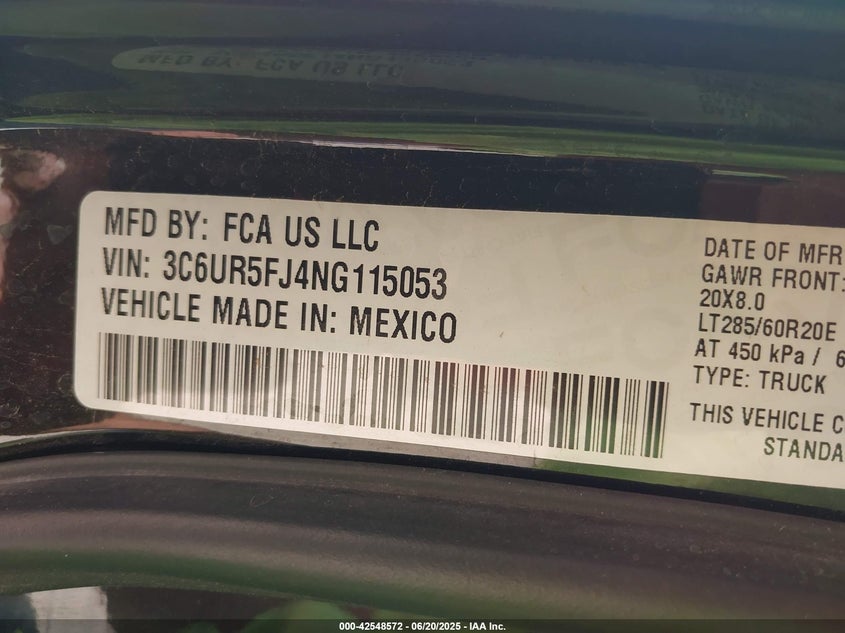 MFD BY: FCA US LLC
VIN: 3C6UR5FJ4NG115053
VEHICLE MADE IN: MEXICO
DATE OF MFR
GAWR FRONT:
20X8.0
LT285/60R20E
AT 450 kPa / 6
TYPE: TRUCK
THIS VEHICLE C
STANDA
000-42548572 - 06/20/2025 - IAA Inc.